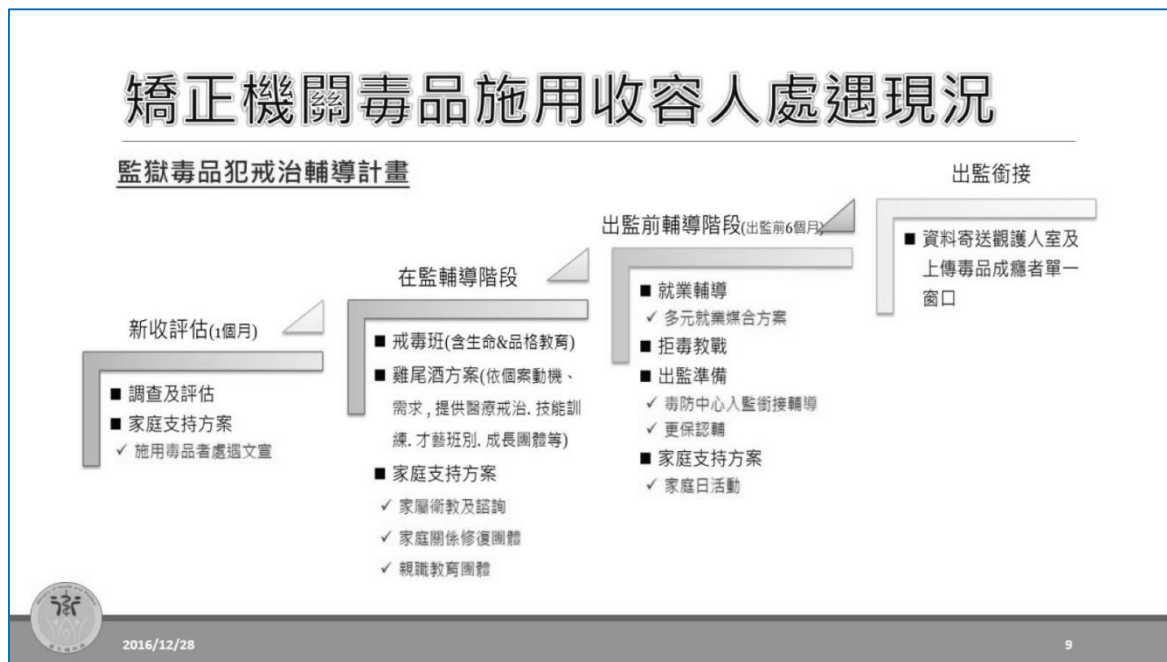 矯正機關毒品施用收容人處遇現況
監獄毒品犯戒治輔導計畫
新收評估(1個月)
■ 調查及評估
■ 家庭支持方案
✓ 施用毒品者處遇文宣
在監輔導階段
■ 戒毒班(含生命&品格教育)
■ 雞尾酒方案(依個案動機、
需求 , 提供醫療戒治. 技能訓
練. 才藝班別. 成長團體等)
■ 家庭支持方案
✓ 家屬衛教及諮詢
✓ 家庭關係修復團體
✓ 親職教育團體
出監前輔導階段(出監前6個月)
■ 就業輔導
✓ 多元就業媒合方案
■ 拒毒教戰
■ 出監準備
✓ 毒防中心入監銜接輔導
✓ 更保認輔
■ 家庭支持方案
✓ 家庭日活動
出監銜接
■ 資料寄送觀護人室及
上傳毒品成癮者單一
窗口
2016/12/28
9